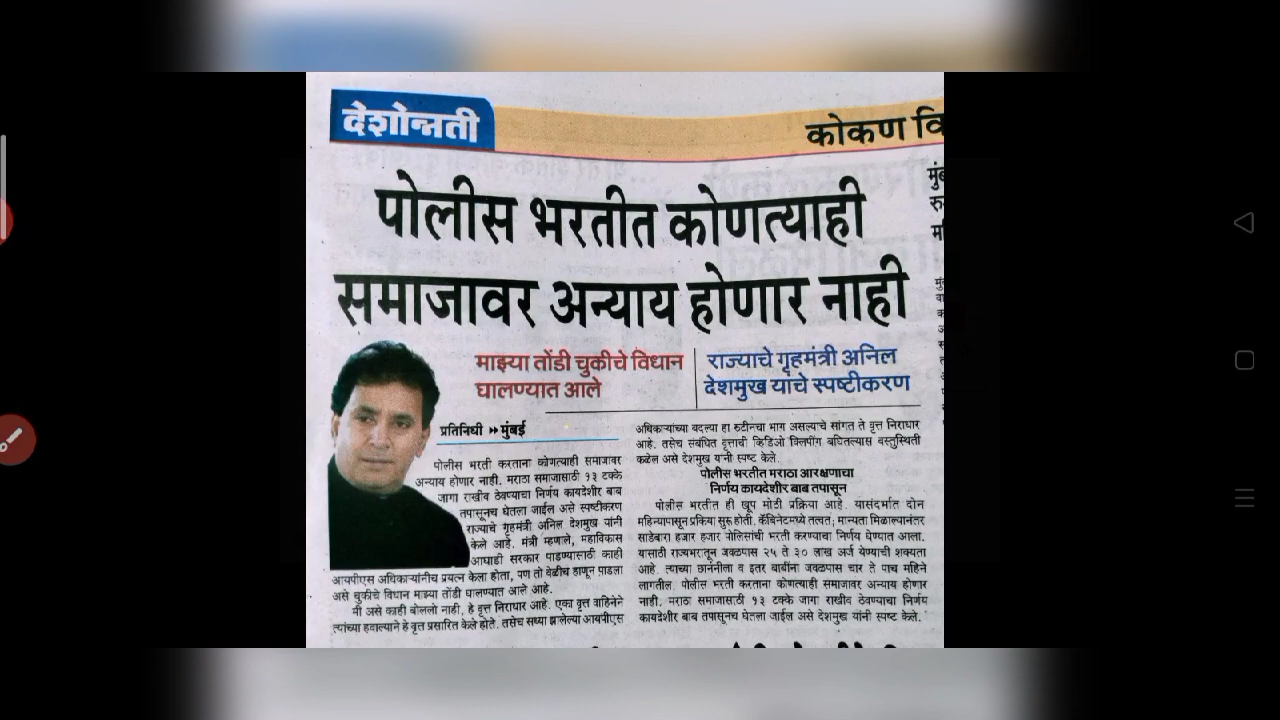 देशोन्नती
कोकण वि
पोलीस भरतीत कोणत्याही
समाजावर अन्याय होणार नाही
माझ्या तोंडी चुकीचे विधान
घालण्यात आले
राज्याचे गृहमंत्री अनिल
देशमुख यांचे स्पष्टीकरण
प्रतिनिधी मुंबई
पोलीस भरती करताना कोणत्याही समाजावर
अन्याय होणार नाही. मराठा समाजासाठी १३ टक्के
जागा राखीव ठेवण्याचा निर्णय कायदेशीर बाब
तपासूनच घेतला जाईल असे स्पष्टीकरण
राज्याचे गृहमंत्री अनिल देशमुख यांनी
केले आहे. मंत्री म्हणाले, महाविकास
आघाडी सरकार पाडण्यासाठी काही
आयपीएस अधिकाऱ्यांनीच प्रयत्न केला होता, पण तो वेळीच हाणून पाडला
असे चुकीचे विधान माझ्या तोंडी घालण्यात आले आहे.
मी असे काही बोललो नाही, हे वृत्त निराधार आहे. एका वृत्त वाहिनेने
त्यांच्या हवाल्याने हे वृत्त प्रसारित केले होते. तसेच सध्या झालेल्या आयपीएस
अधिकाऱ्यांच्या बदल्या हा रुटीनचा भाग असल्याचे सांगत ते वृत्त निराधार
आहे. तसेच संबंधित वृत्ताची व्हिडिओ क्लिपींग बघितल्यास वस्तुस्थिती
कळेल असे देशमुख यांनी स्पष्ट केले.
पोलीस भरतीत मराठा आरक्षणाचा
निर्णय कायदेशीर बाब तपासून
पोलीस भरतीत ही खूप मोठी प्रक्रिया आहे. यासंदर्भात दोन
महिन्यापासून प्रकिया सुरू होती. कॅबिनेटमध्ये तत्वत: मान्यता मिळाल्यानंतर
साडेबारा हजार हजार पोलिसांची भरती करण्याचा निर्णय घेण्यात आला.
यासाठी राज्यभरातून जवळपास २५ ते ३० लाख अर्ज येण्याची शक्यता
आहे. त्याच्या छाननीला व इतर बाबींना जवळपास चार ते पाच महिने
लागतील. पोलीस भरती करताना कोणत्याही समाजावर अन्याय होणार
नाही. मराठा समाजासाठी १३ टक्के जागा राखीव ठेवण्याचा निर्णय
कायदेशीर बाब तपासूनच घेतला जाईल असे देशमुख यांनी स्पष्ट केले.